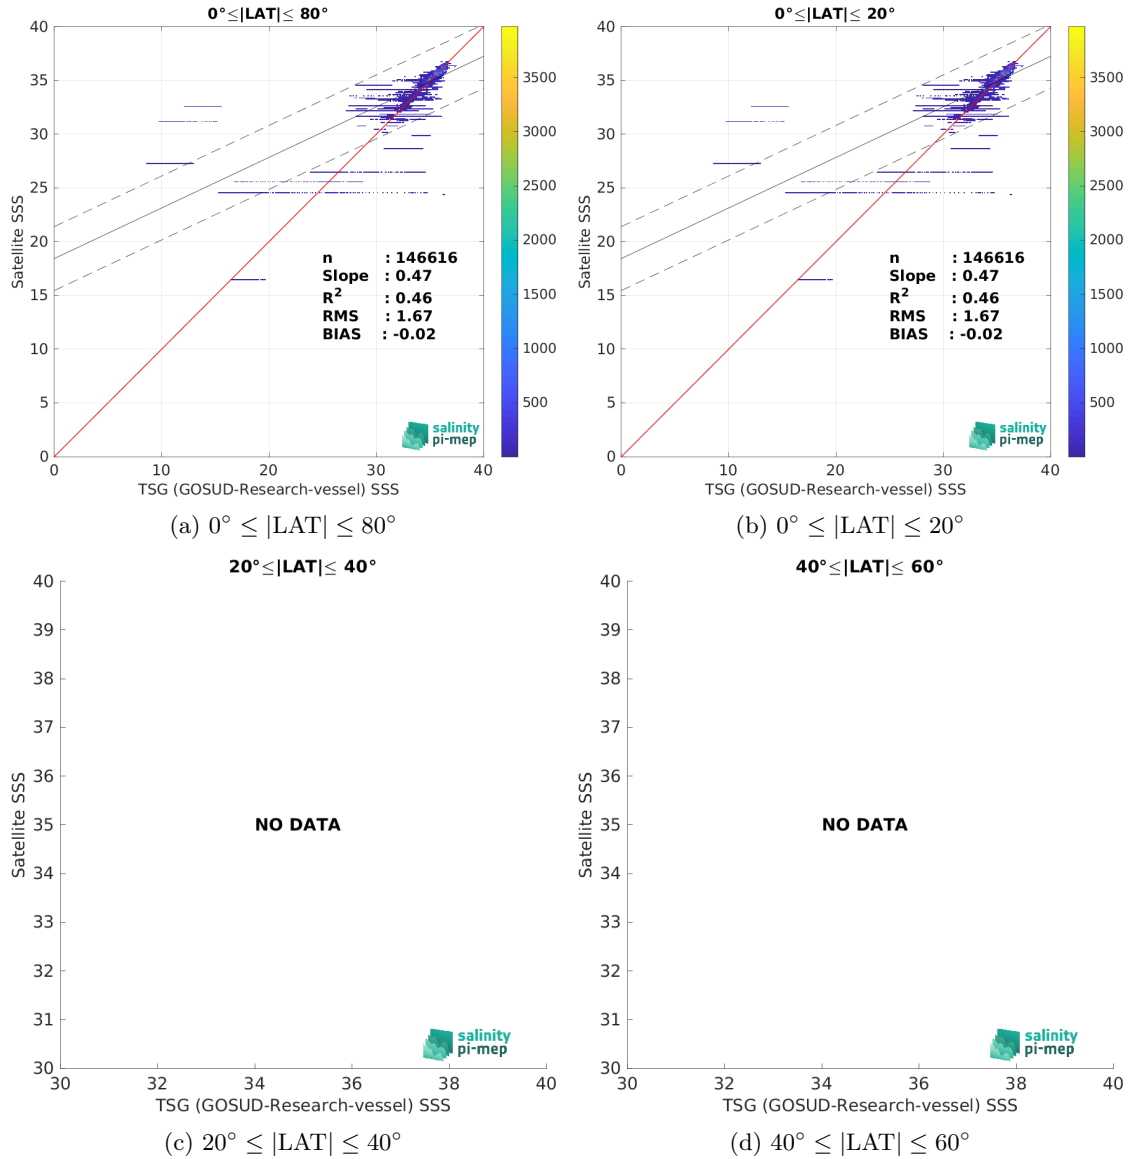 0°≤|LAT|≤ 80°
40
35
30
25
20
15
10
5
0
Satellite SSS
n : 146616
Slope : 0.47
R² : 0.46
RMS : 1.67
BIAS : -0.02
salinity
pi-mep
0 10 20 30 40
TSG (GOSUD-Research-vessel) SSS
3500
3000
2500
2000
1500
1000
500
(a) 0° ≤ |LAT| ≤ 80°
0°≤|LAT|≤ 20°
40
35
30
25
20
15
10
5
0
Satellite SSS
n : 146616
Slope : 0.47
R² : 0.46
RMS : 1.67
BIAS : -0.02
salinity
pi-mep
0 10 20 30 40
TSG (GOSUD-Research-vessel) SSS
3500
3000
2500
2000
1500
1000
500
(b) 0° ≤ |LAT| ≤ 20°
20°≤|LAT|≤ 40°
40
39
38
37
36
35
34
33
32
31
30
Satellite SSS
NO DATA
salinity
pi-mep
30 32 34 36 38 40
TSG (GOSUD-Research-vessel) SSS
(c) 20° ≤ |LAT| ≤ 40°
40°≤|LAT|≤ 60°
40
39
38
37
36
35
34
33
32
31
30
Satellite SSS
NO DATA
salinity
pi-mep
30 32 34 36 38 40
TSG (GOSUD-Research-vessel) SSS
(d) 40° ≤ |LAT| ≤ 60°